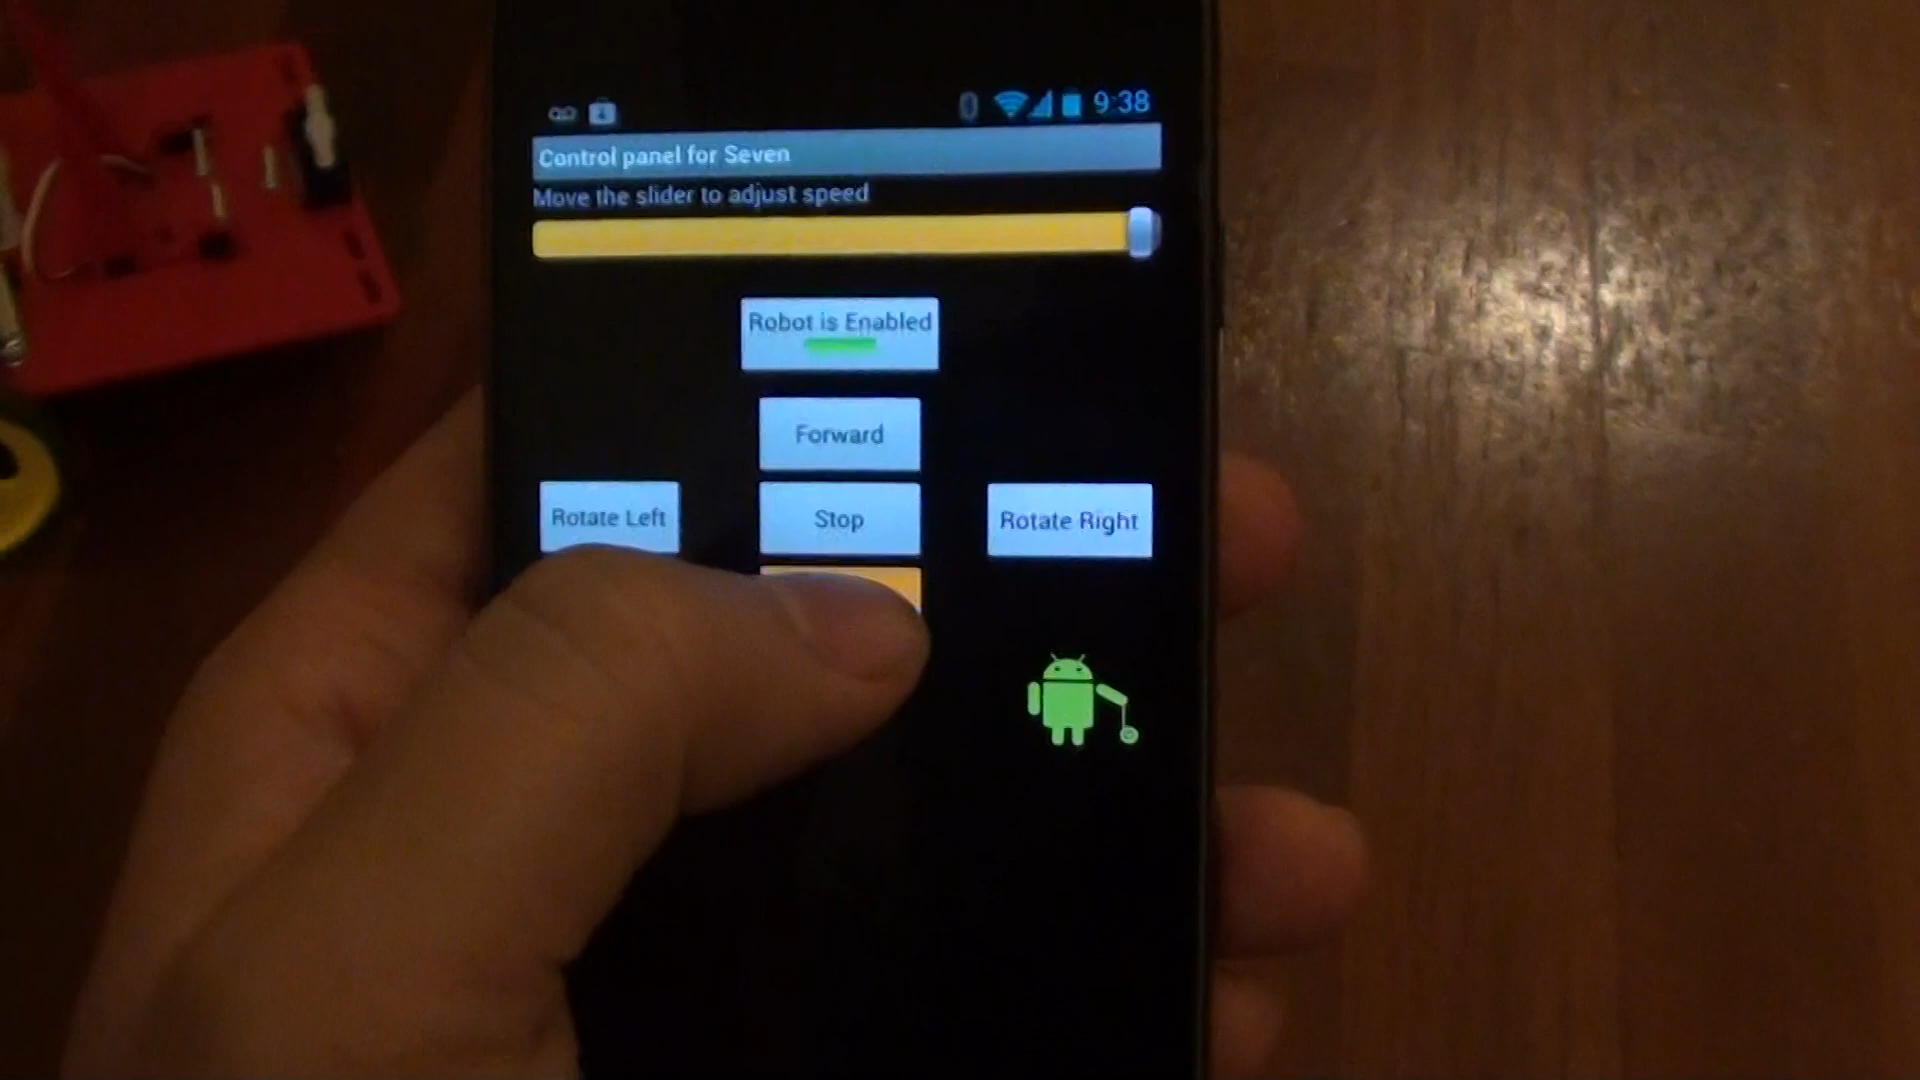 9:38
Control panel for Seven
Move the slider to adjust speed
Robot is Enabled
Forward
Rotate Left
Stop
Rotate Right